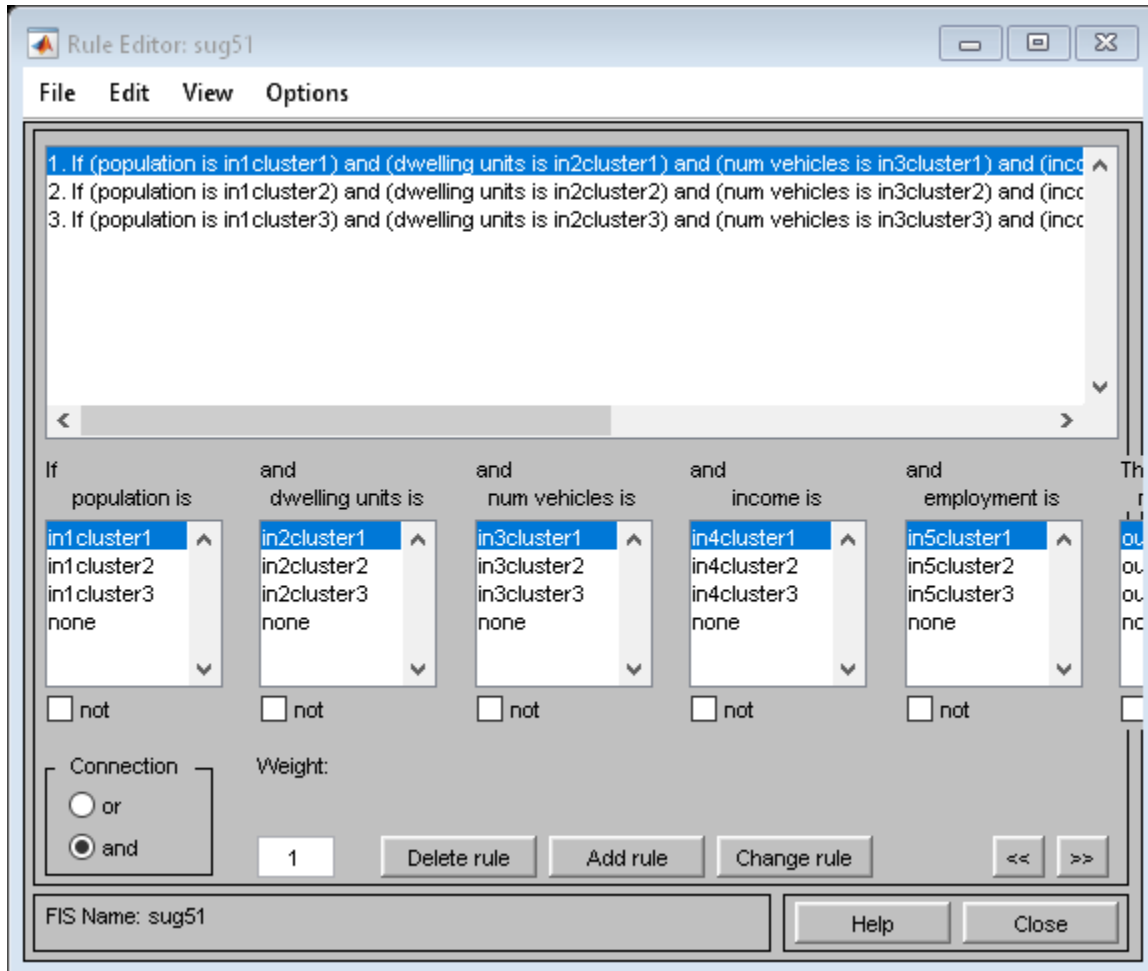 Rule Editor: sug51
File Edit View Options
1. If (population is in1cluster1) and (dwelling units is in2cluster1) and (num vehicles is in3cluster1) and (inco
2. If (population is in1cluster2) and (dwelling units is in2cluster2) and (num vehicles is in3cluster2) and (inco
3. If (population is in1cluster3) and (dwelling units is in2cluster3) and (num vehicles is in3cluster3) and (inco
If and and and and Th
population is dwelling units is num vehicles is income is employment is
in1cluster1 in2cluster1 in3cluster1 in4cluster1 in5cluster1 ou
in1cluster2 in2cluster2 in3cluster2 in4cluster2 in5cluster2 ou
in1cluster3 in2cluster3 in3cluster3 in4cluster3 in5cluster3 ou
none none none none none no
not not not not not
Connection Weight:
or
and 1 Delete rule Add rule Change rule << >>
FIS Name: sug51 Help Close